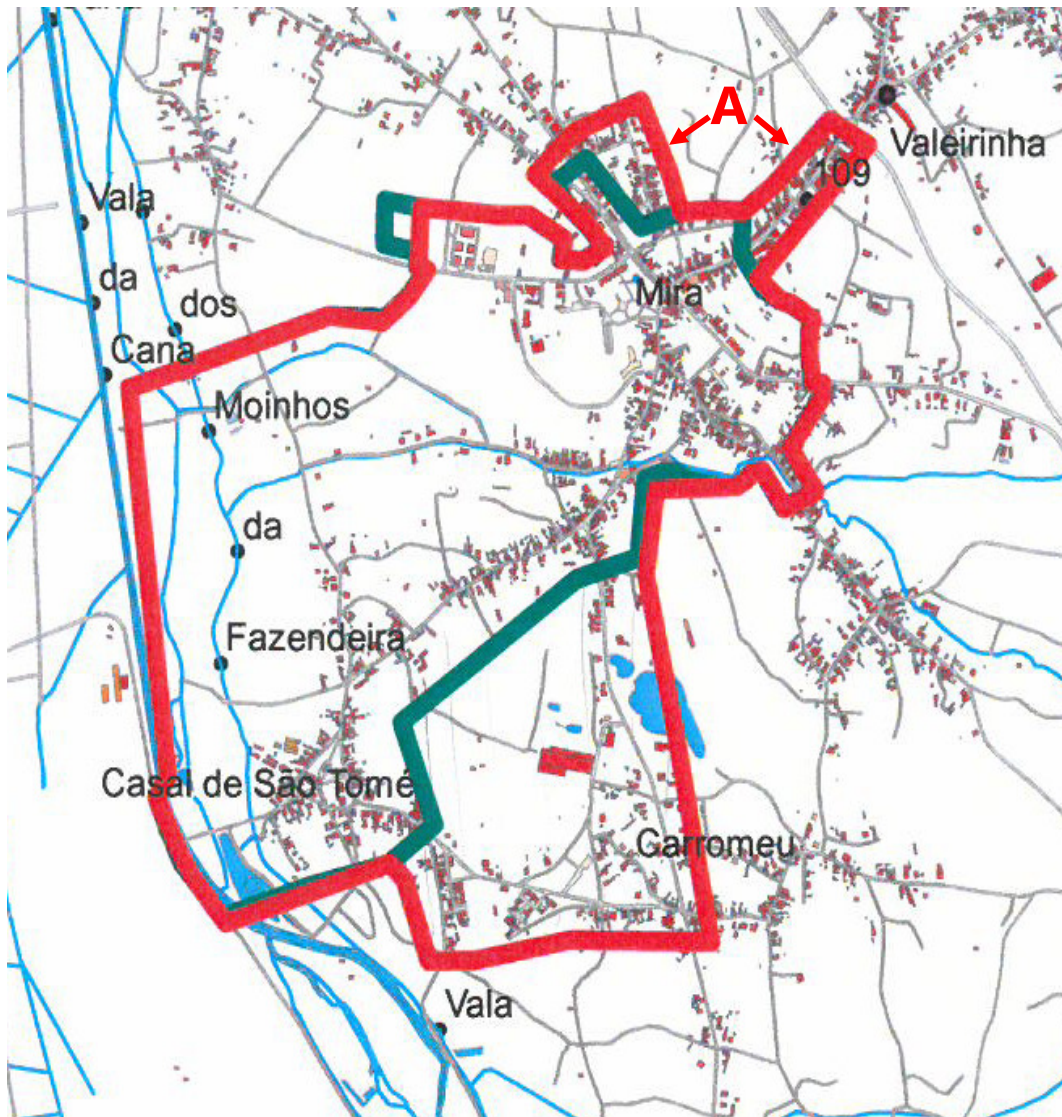 A
Valeirinha
109
Vala
da
dos
Mira
Cana
Moinhos
da
Fazendeira
Casal de São Tomé
Carromeu
Vala